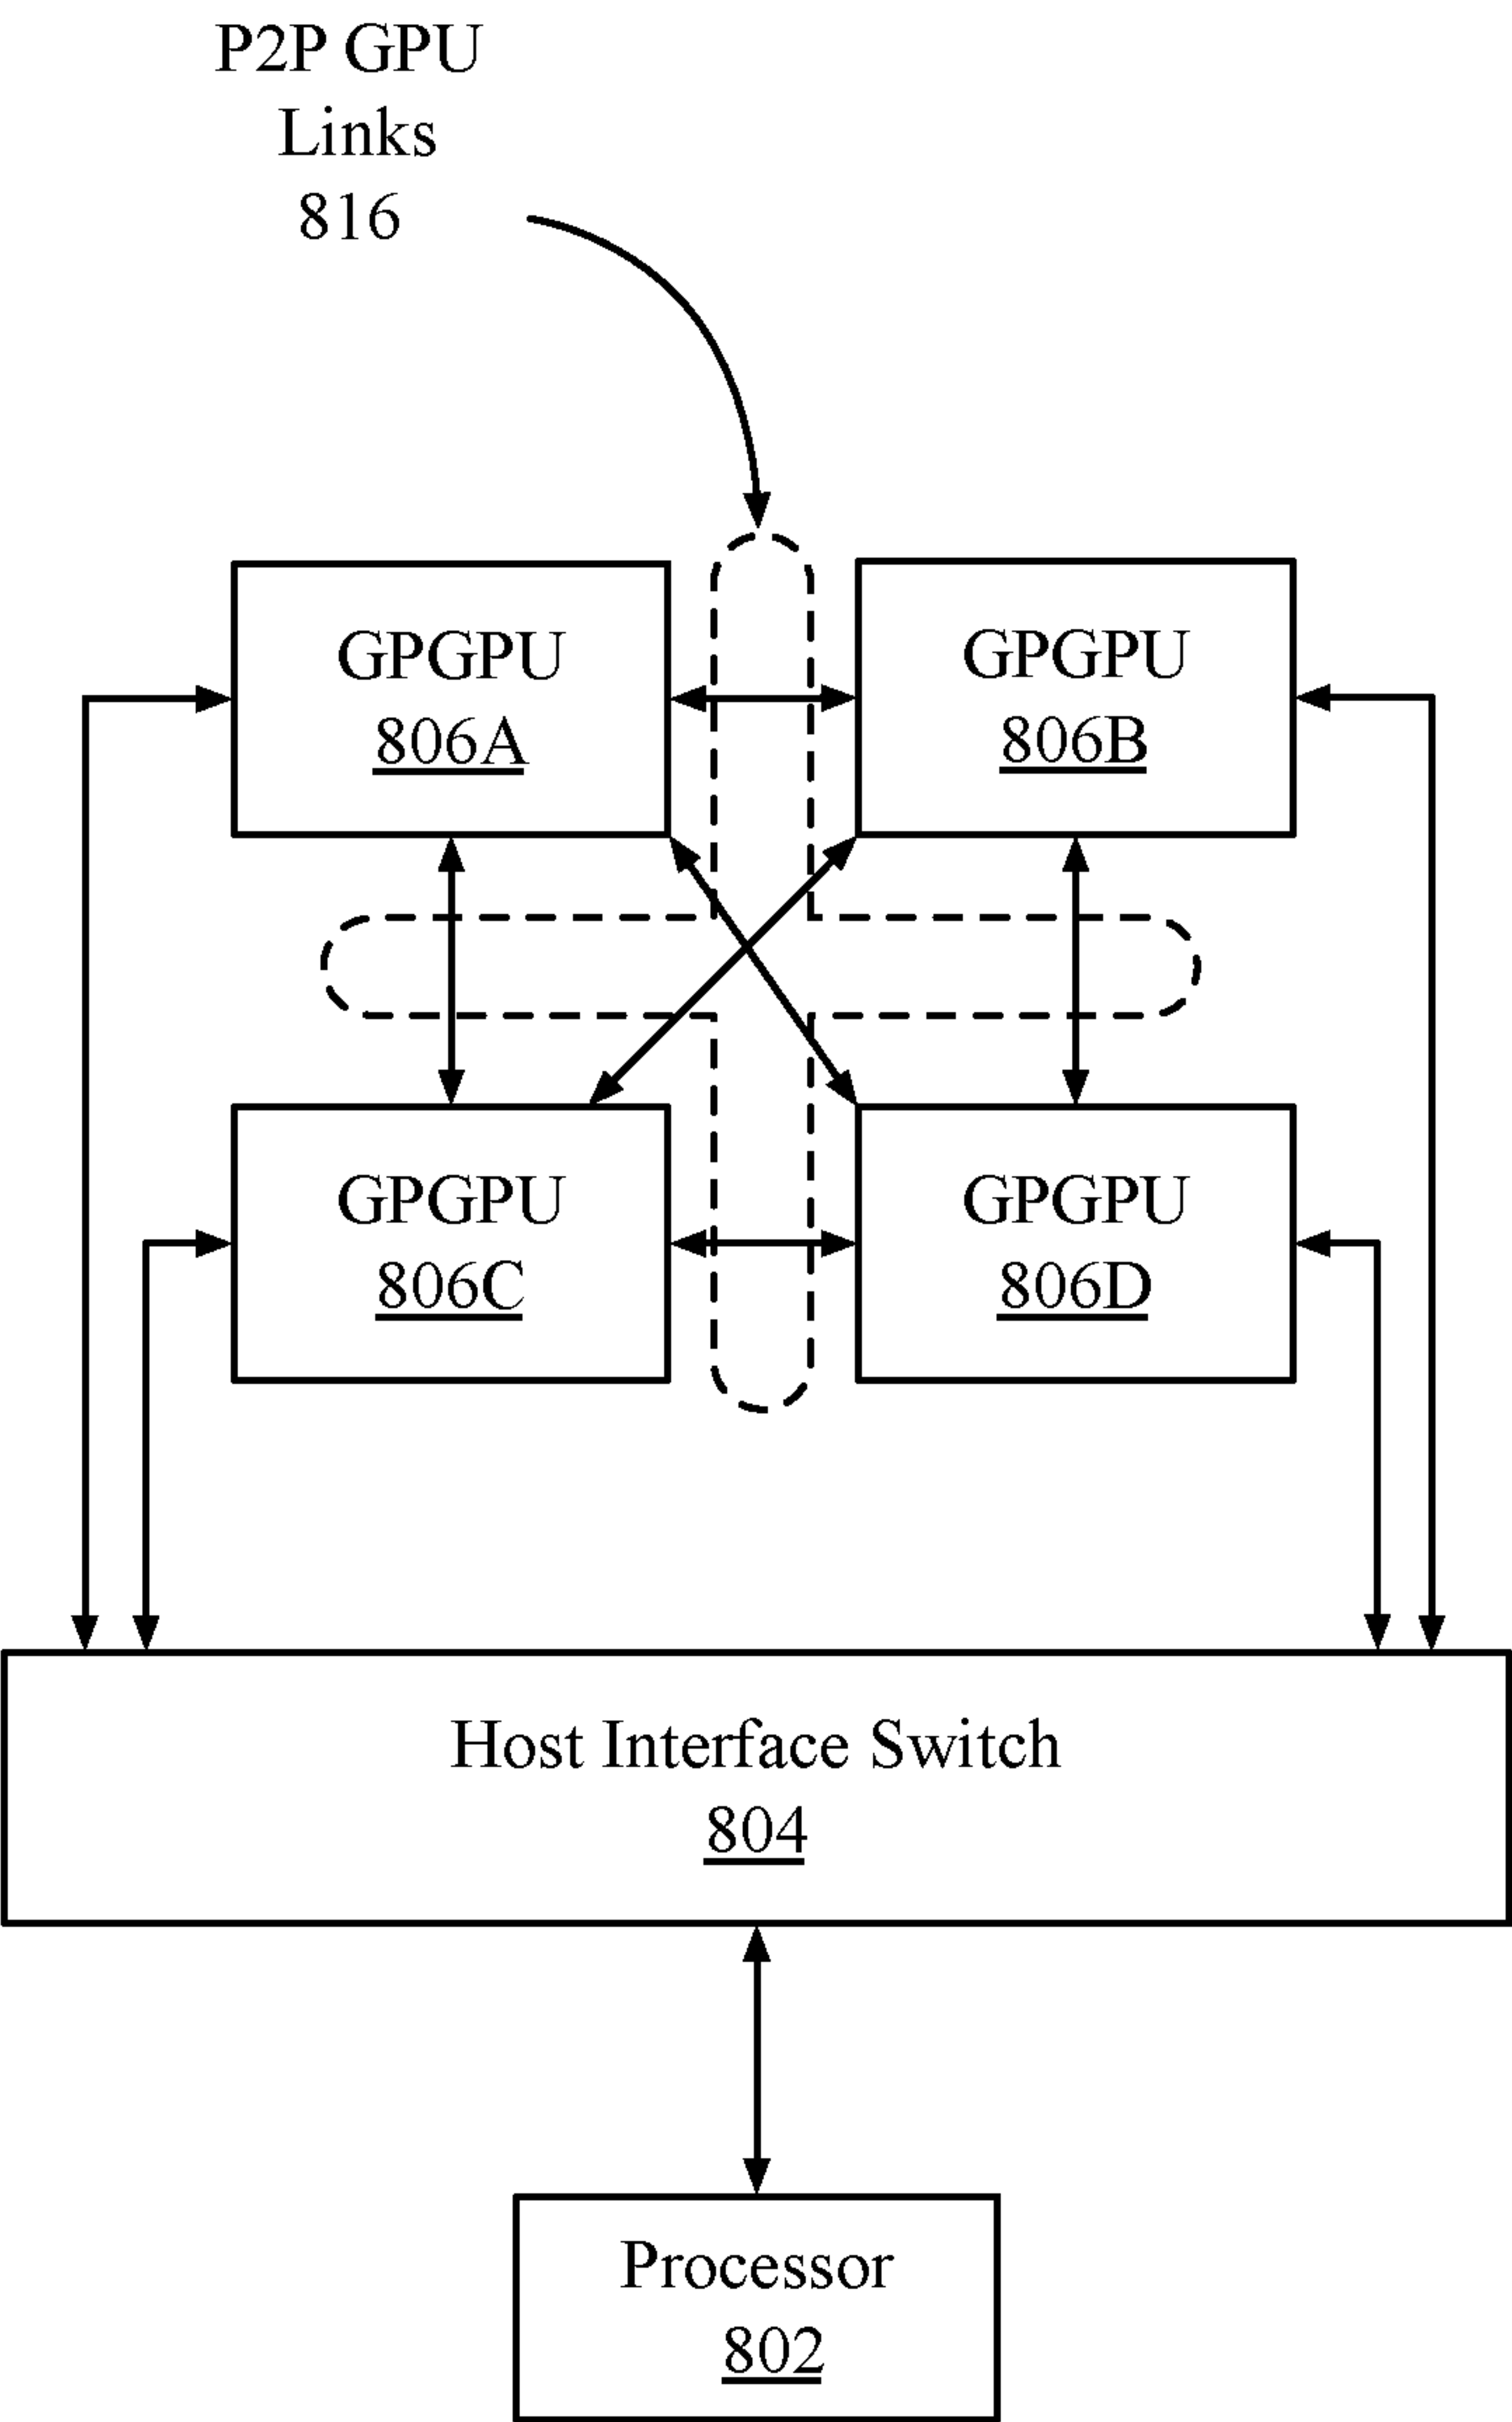 P2P GPU
Links
816
GPGPU
806A
GPGPU
806B
GPGPU
806C
GPGPU
806D
Host Interface Switch
804
Processor
802